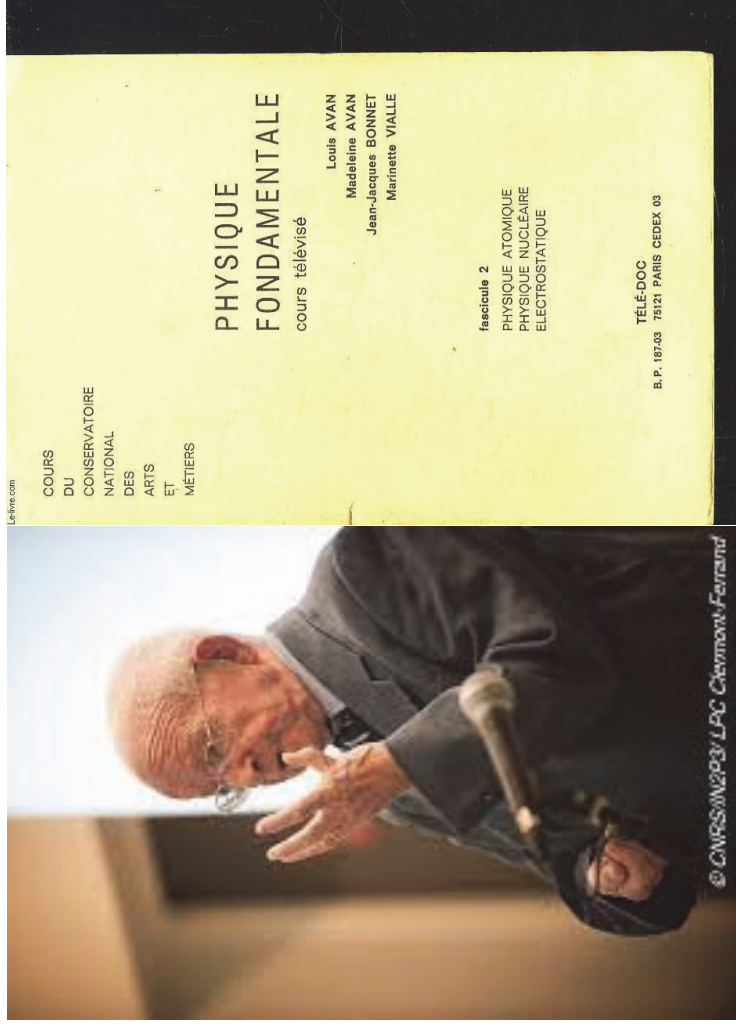 Le-livre.com
COURS
DU
CONSERVATOIRE
NATIONAL
DES
ARTS
ET
MÉTIERS
PHYSIQUE
FONDAMENTALE
cours télévisé
Louis AVAN
Madeleine AVAN
Jean-Jacques BONNET
Marinette VIALLE
fascicule 2
PHYSIQUE ATOMIQUE
PHYSIQUE NUCLÉAIRE
ELECTROSTATIQUE
TÉLÉ-DOC
B.P. 187-03 75121 PARIS CEDEX 03
© CNRS/IN2P3/ LPC Clermont-Ferrand